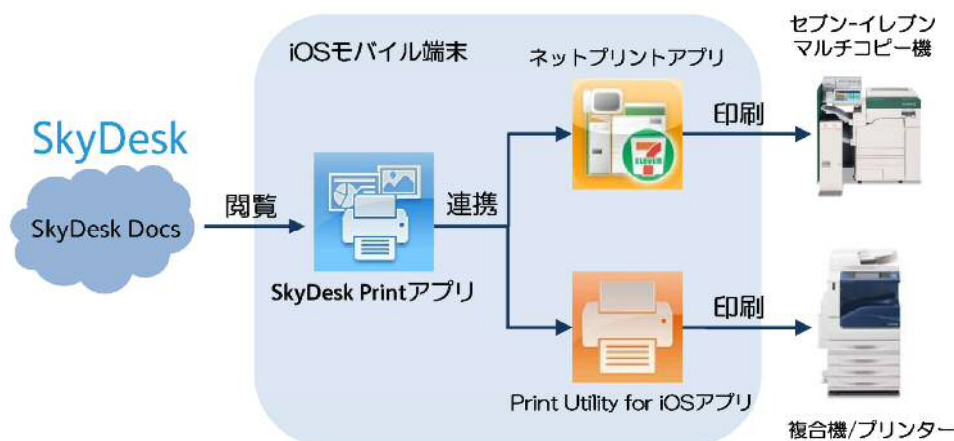 セブン-イレブン
マルチコピー機
iOSモバイル端末
ネットプリントアプリ
印刷
SkyDesk
7
ELEVEN
閲覧
連携
SkyDesk Docs
SkyDesk Printアプリ
印刷
Print Utility for iOSアプリ
複合機/プリンター